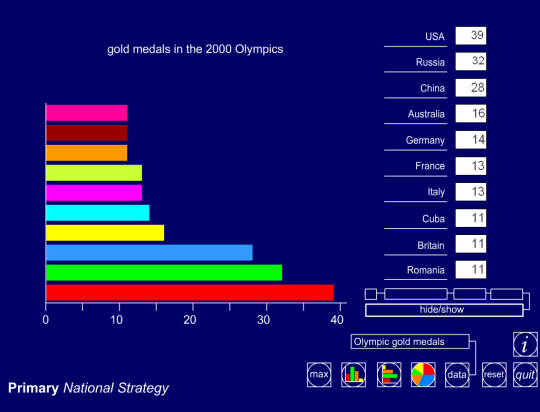 gold medals in the 2000 Olympics
0 10 20 30 40
USA 39
Russia 32
China 28
Australia 16
Germany 14
France 13
Italy 13
Cuba 11
Britain 11
Romania 11
hide/show
Olympic gold medals
i
max data reset quit
Primary National Strategy